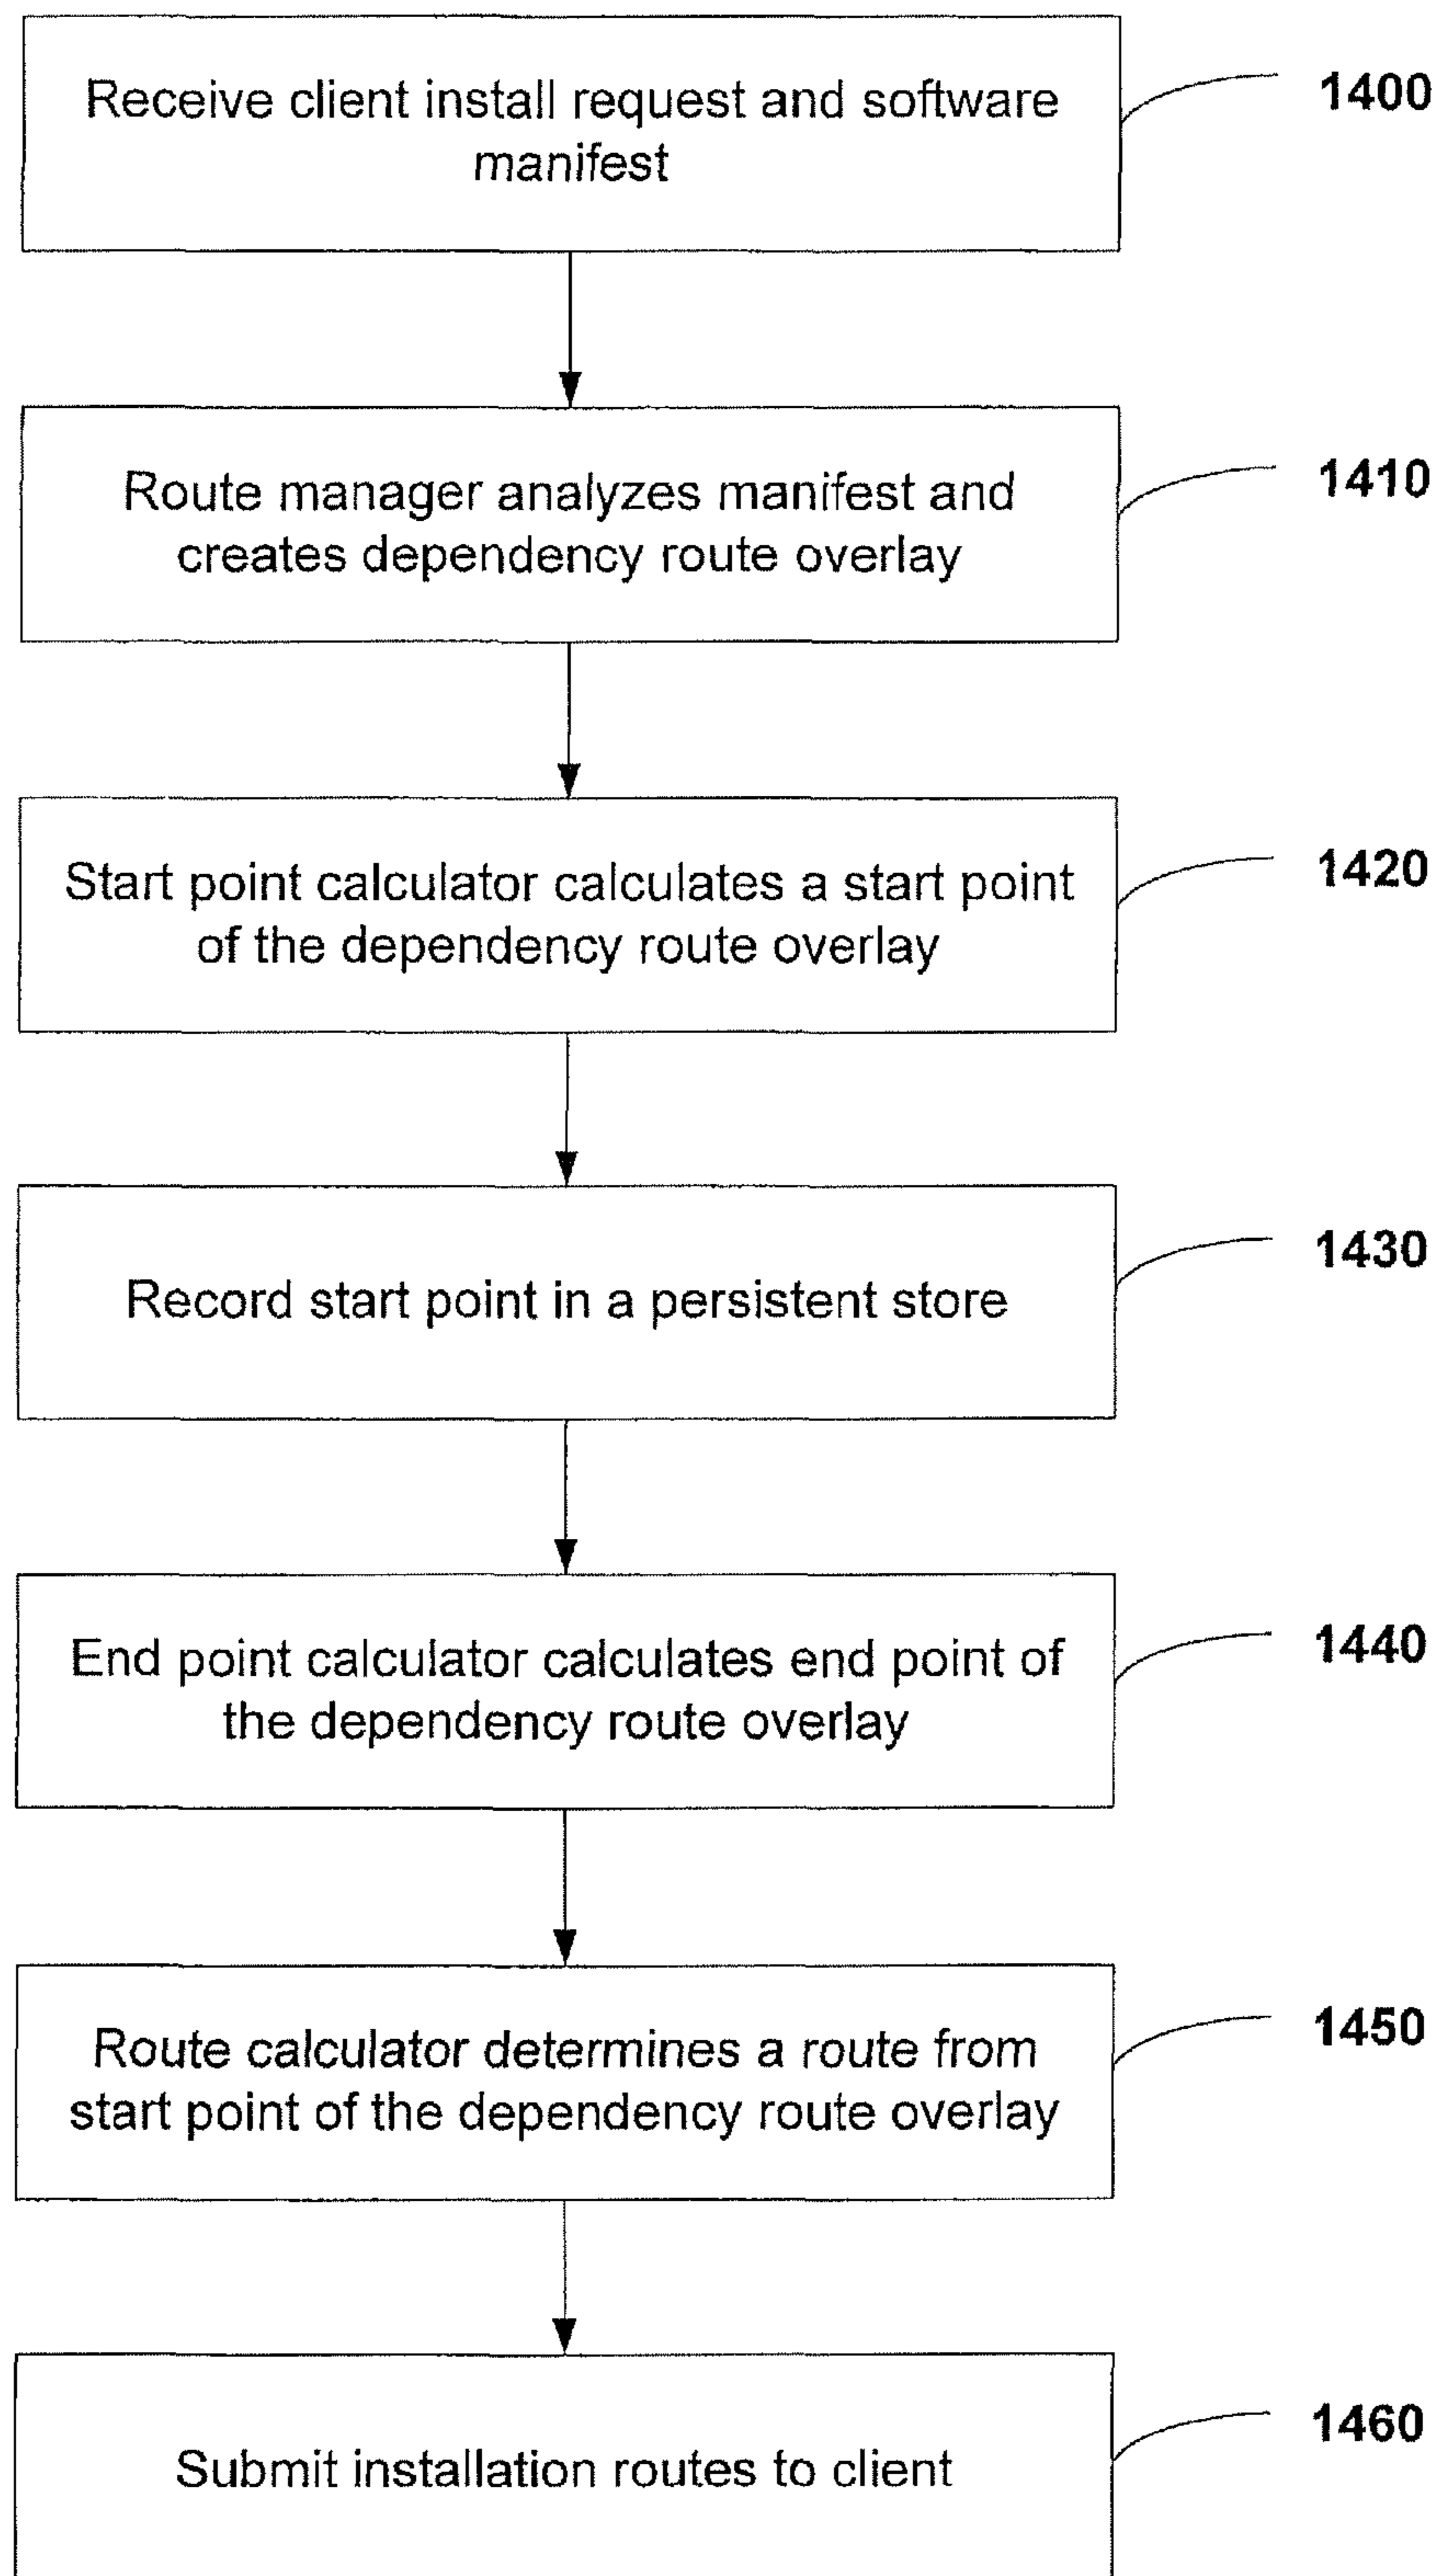 Receive client install request and software
manifest
1400
Route manager analyzes manifest and
creates dependency route overlay
1410
Start point calculator calculates a start point
of the dependency route overlay
1420
Record start point in a persistent store
1430
End point calculator calculates end point of
the dependency route overlay
1440
Route calculator determines a route from
start point of the dependency route overlay
1450
Submit installation routes to client
1460